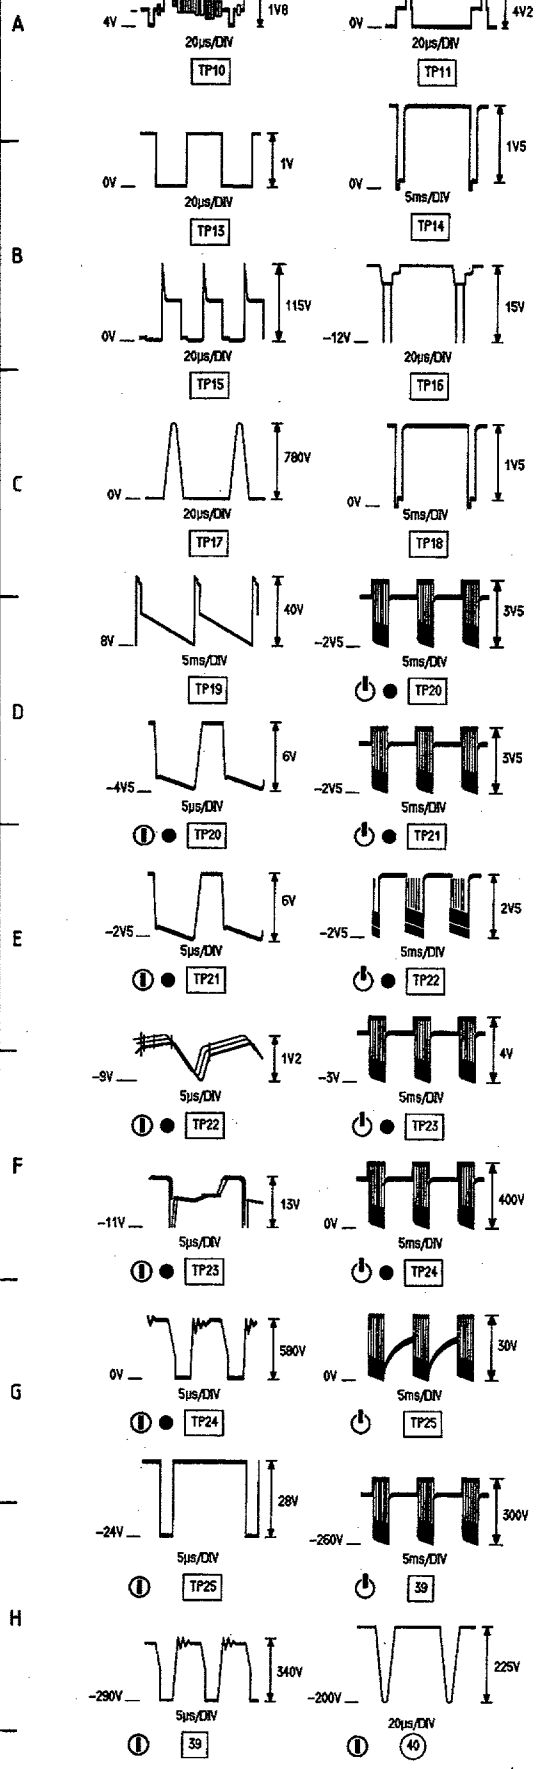 A
4V
1V8
0V
4V2
20µs/DIV
20µs/DIV
TP10
TP11
0V
1V
0V
1V5
20µs/DIV
5ms/DIV
TP13
TP14
B
0V
115V
-12V
15V
20µs/DIV
20µs/DIV
TP15
TP16
C
0V
780V
0V
1V5
20µs/DIV
5ms/DIV
TP17
TP18
8V
40V
-2V5
3V5
5ms/DIV
5ms/DIV
TP19
TP20
D
-4V5
6V
-2V5
3V5
5µs/DIV
5ms/DIV
TP20
TP21
E
-2V5
6V
-2V5
2V5
5µs/DIV
5ms/DIV
TP21
TP22
-9V
1V2
-3V
4V
5µs/DIV
5ms/DIV
TP22
TP23
F
-11V
13V
0V
400V
5µs/DIV
5ms/DIV
TP23
TP24
G
0V
580V
0V
30V
5µs/DIV
5ms/DIV
TP24
TP25
-24V
28V
-260V
300V
5µs/DIV
5ms/DIV
TP25
39
H
-290V
340V
-200V
225V
5µs/DIV
20µs/DIV
39
40